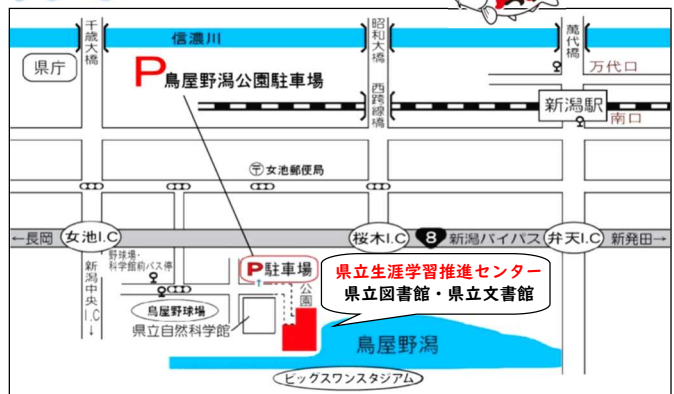 千歳大橋
信濃川
昭和大橋
萬代橋
県庁
万代口
P鳥屋野潟公園駐車場
西跨線橋
新潟駅
南口
〒女池郵便局
←長岡
女池I.C
桜木I.C
8
新潟バイパス
弁天I.C
新発田→
新潟中央I.C↓
野球場・
科学館前バス停
P駐車場
公園
県立生涯学習推進センター
県立図書館・県立文書館
鳥屋野球場
県立自然科学館
鳥屋野潟
ビッグスワンスタジアム